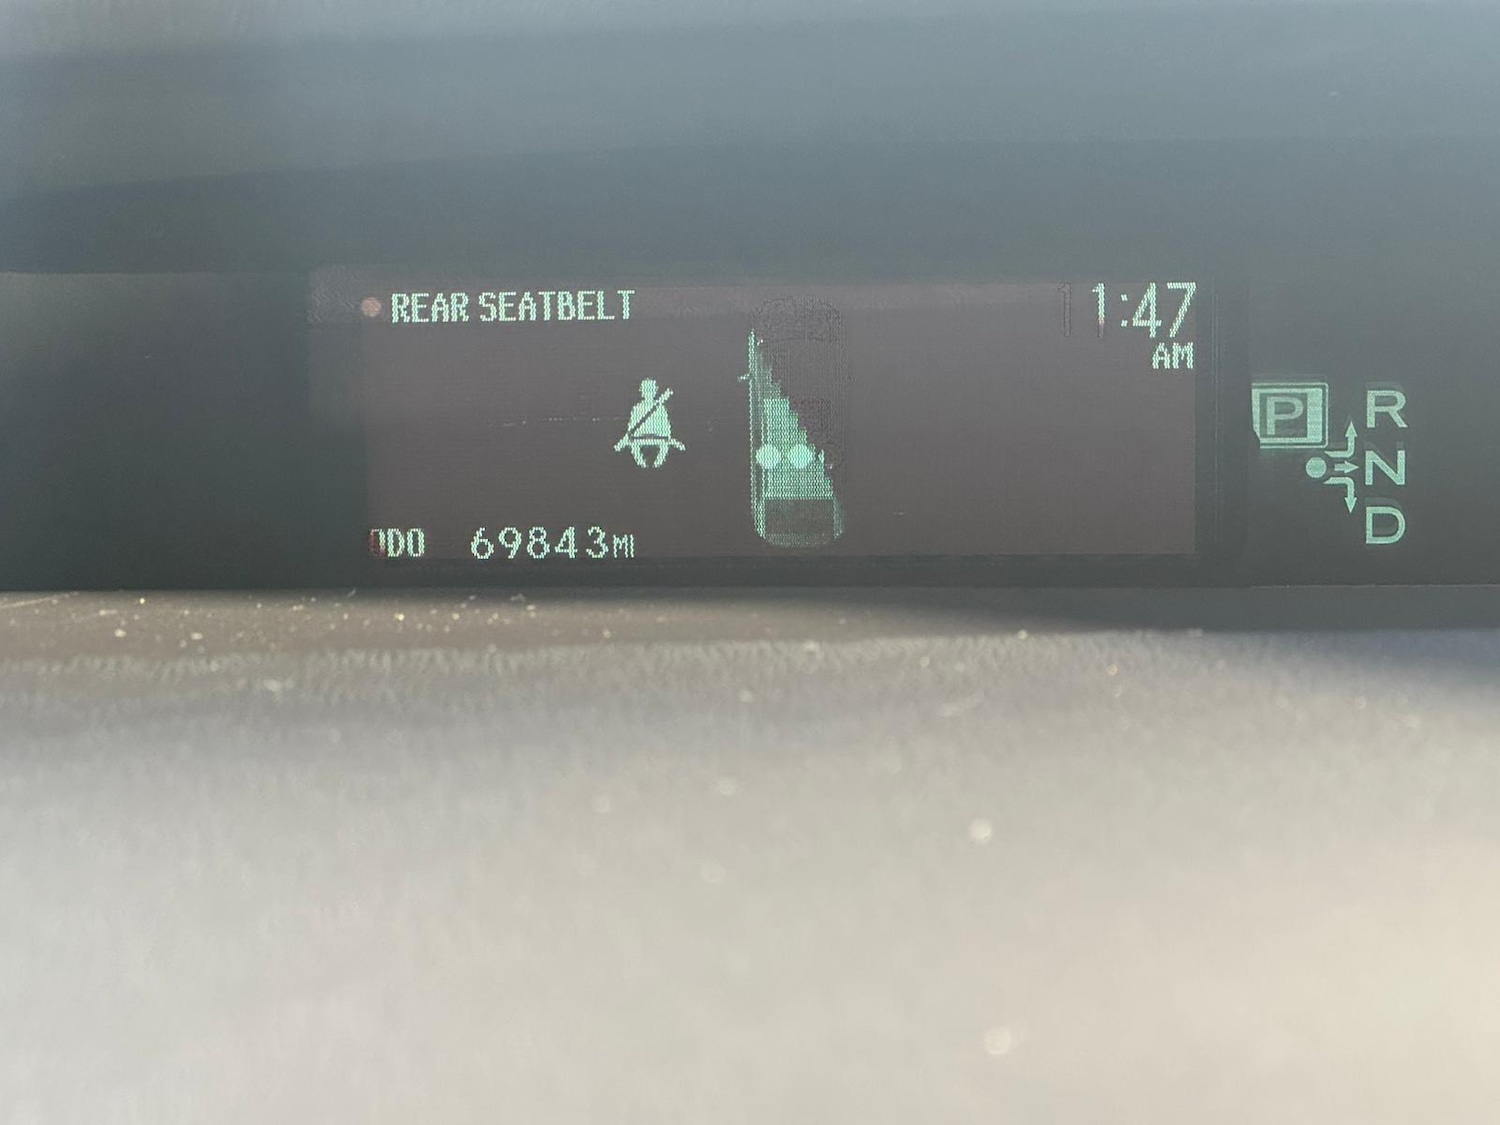 REAR SEATBELT
1:47
AM
P R
N
D
ODO 69843MI